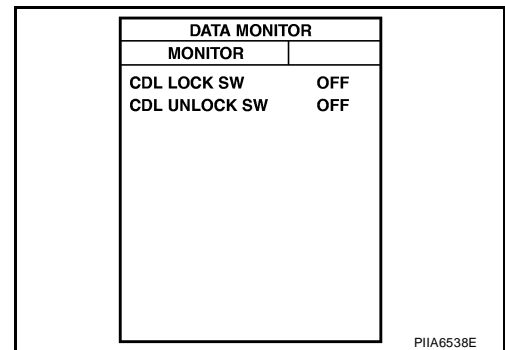 DATA MONITOR
MONITOR
CDL LOCK SW OFF
CDL UNLOCK SW OFF
PIIA6538E